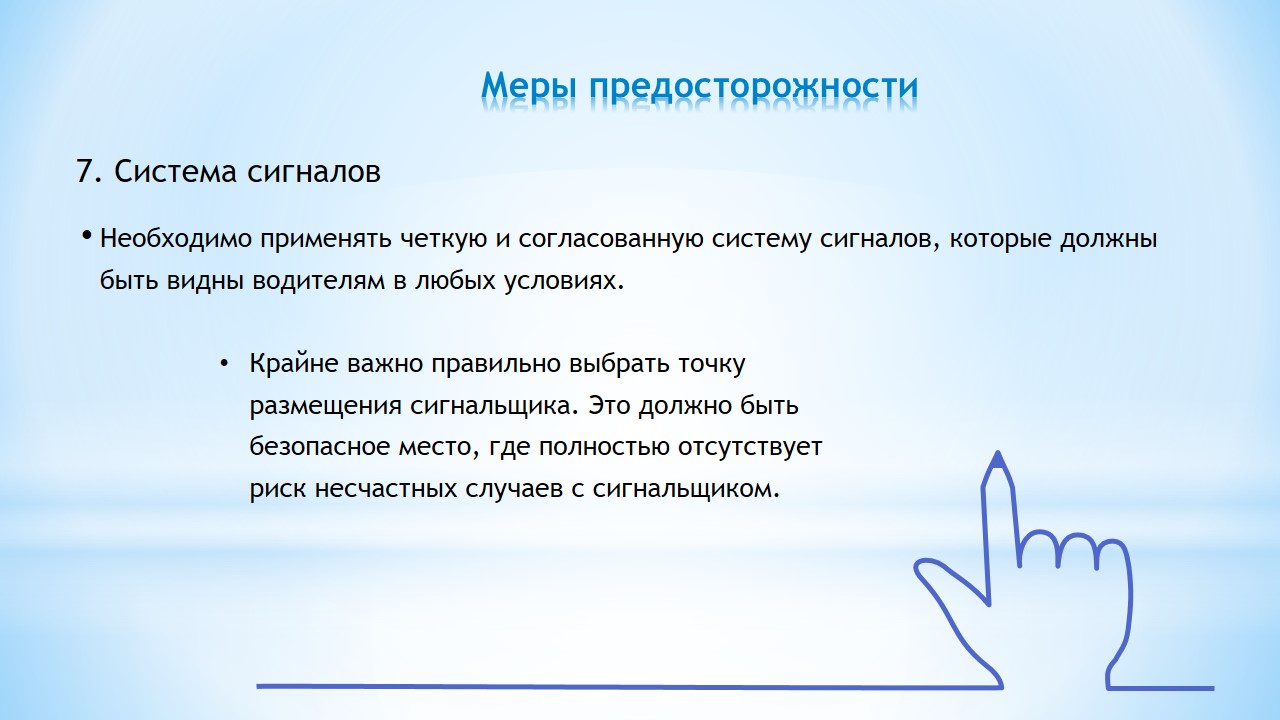 Меры предосторожности
7. Система сигналов
• Необходимо применять четкую и согласованную систему сигналов, которые должны
быть видны водителям в любых условиях.
• Крайне важно правильно выбрать точку
размещения сигнальщика. Это должно быть
безопасное место, где полностью отсутствует
риск несчастных случаев с сигнальщиком.